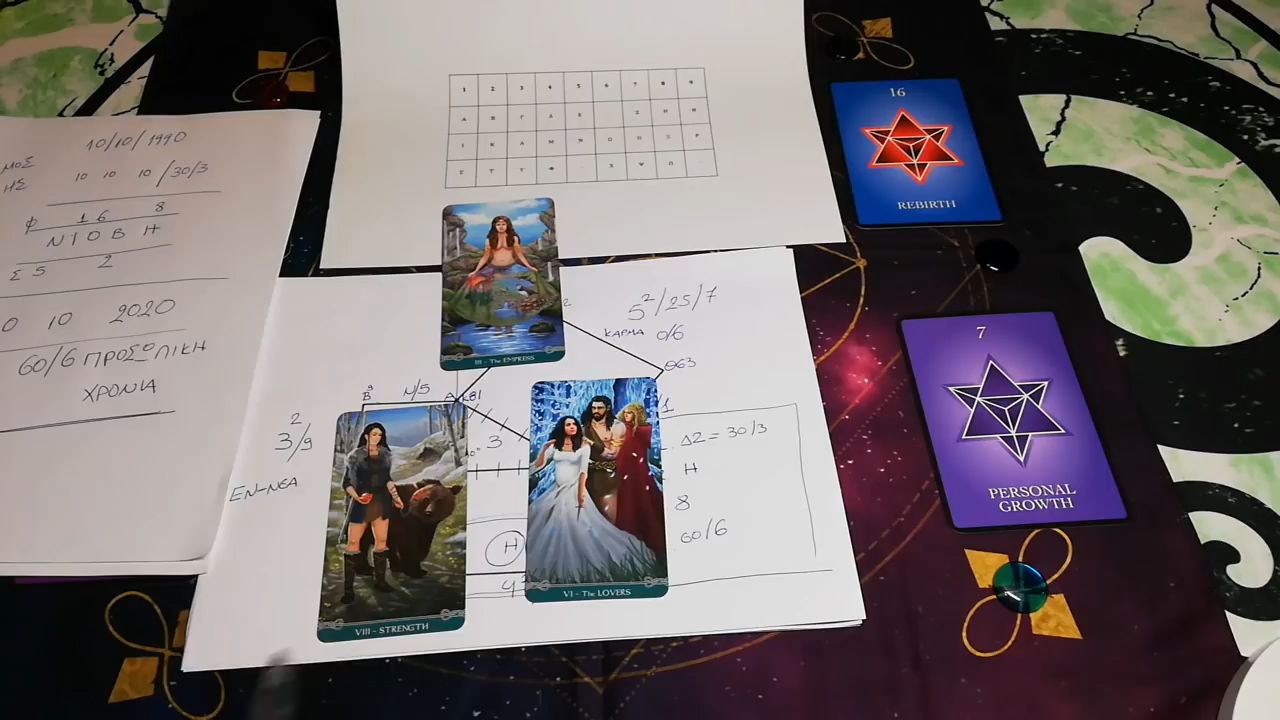 10/10/1990
ΜΟΣ
ΗΣ
10 10 10/30/3
φ 16 8
Ν Ι Ο Β Η
Σ 5 2
0 10 2020
60/6 ΠΡΟΣΩΠΙΚΗ
ΧΡΟΝΙΑ
1 2 3 4 5 6 7 8 9
Α Β Γ Δ Ε Ζ Η Θ
Ι Κ Λ Μ Ν Ο Π Ξ Ρ
Σ Τ Υ Φ Χ Ψ Ω
III - The EMPRESS
5²/25/7
ΚΑΡΜΑ 0/6
063
Ν/5
2
3/9
3
ΕΝ-ΝΕΑ
Δ2 = 30/3
Η
8
60/6
Η
VIII - STRENGTH
VI - The LOVERS
16
REBIRTH
7
PERSONAL
GROWTH